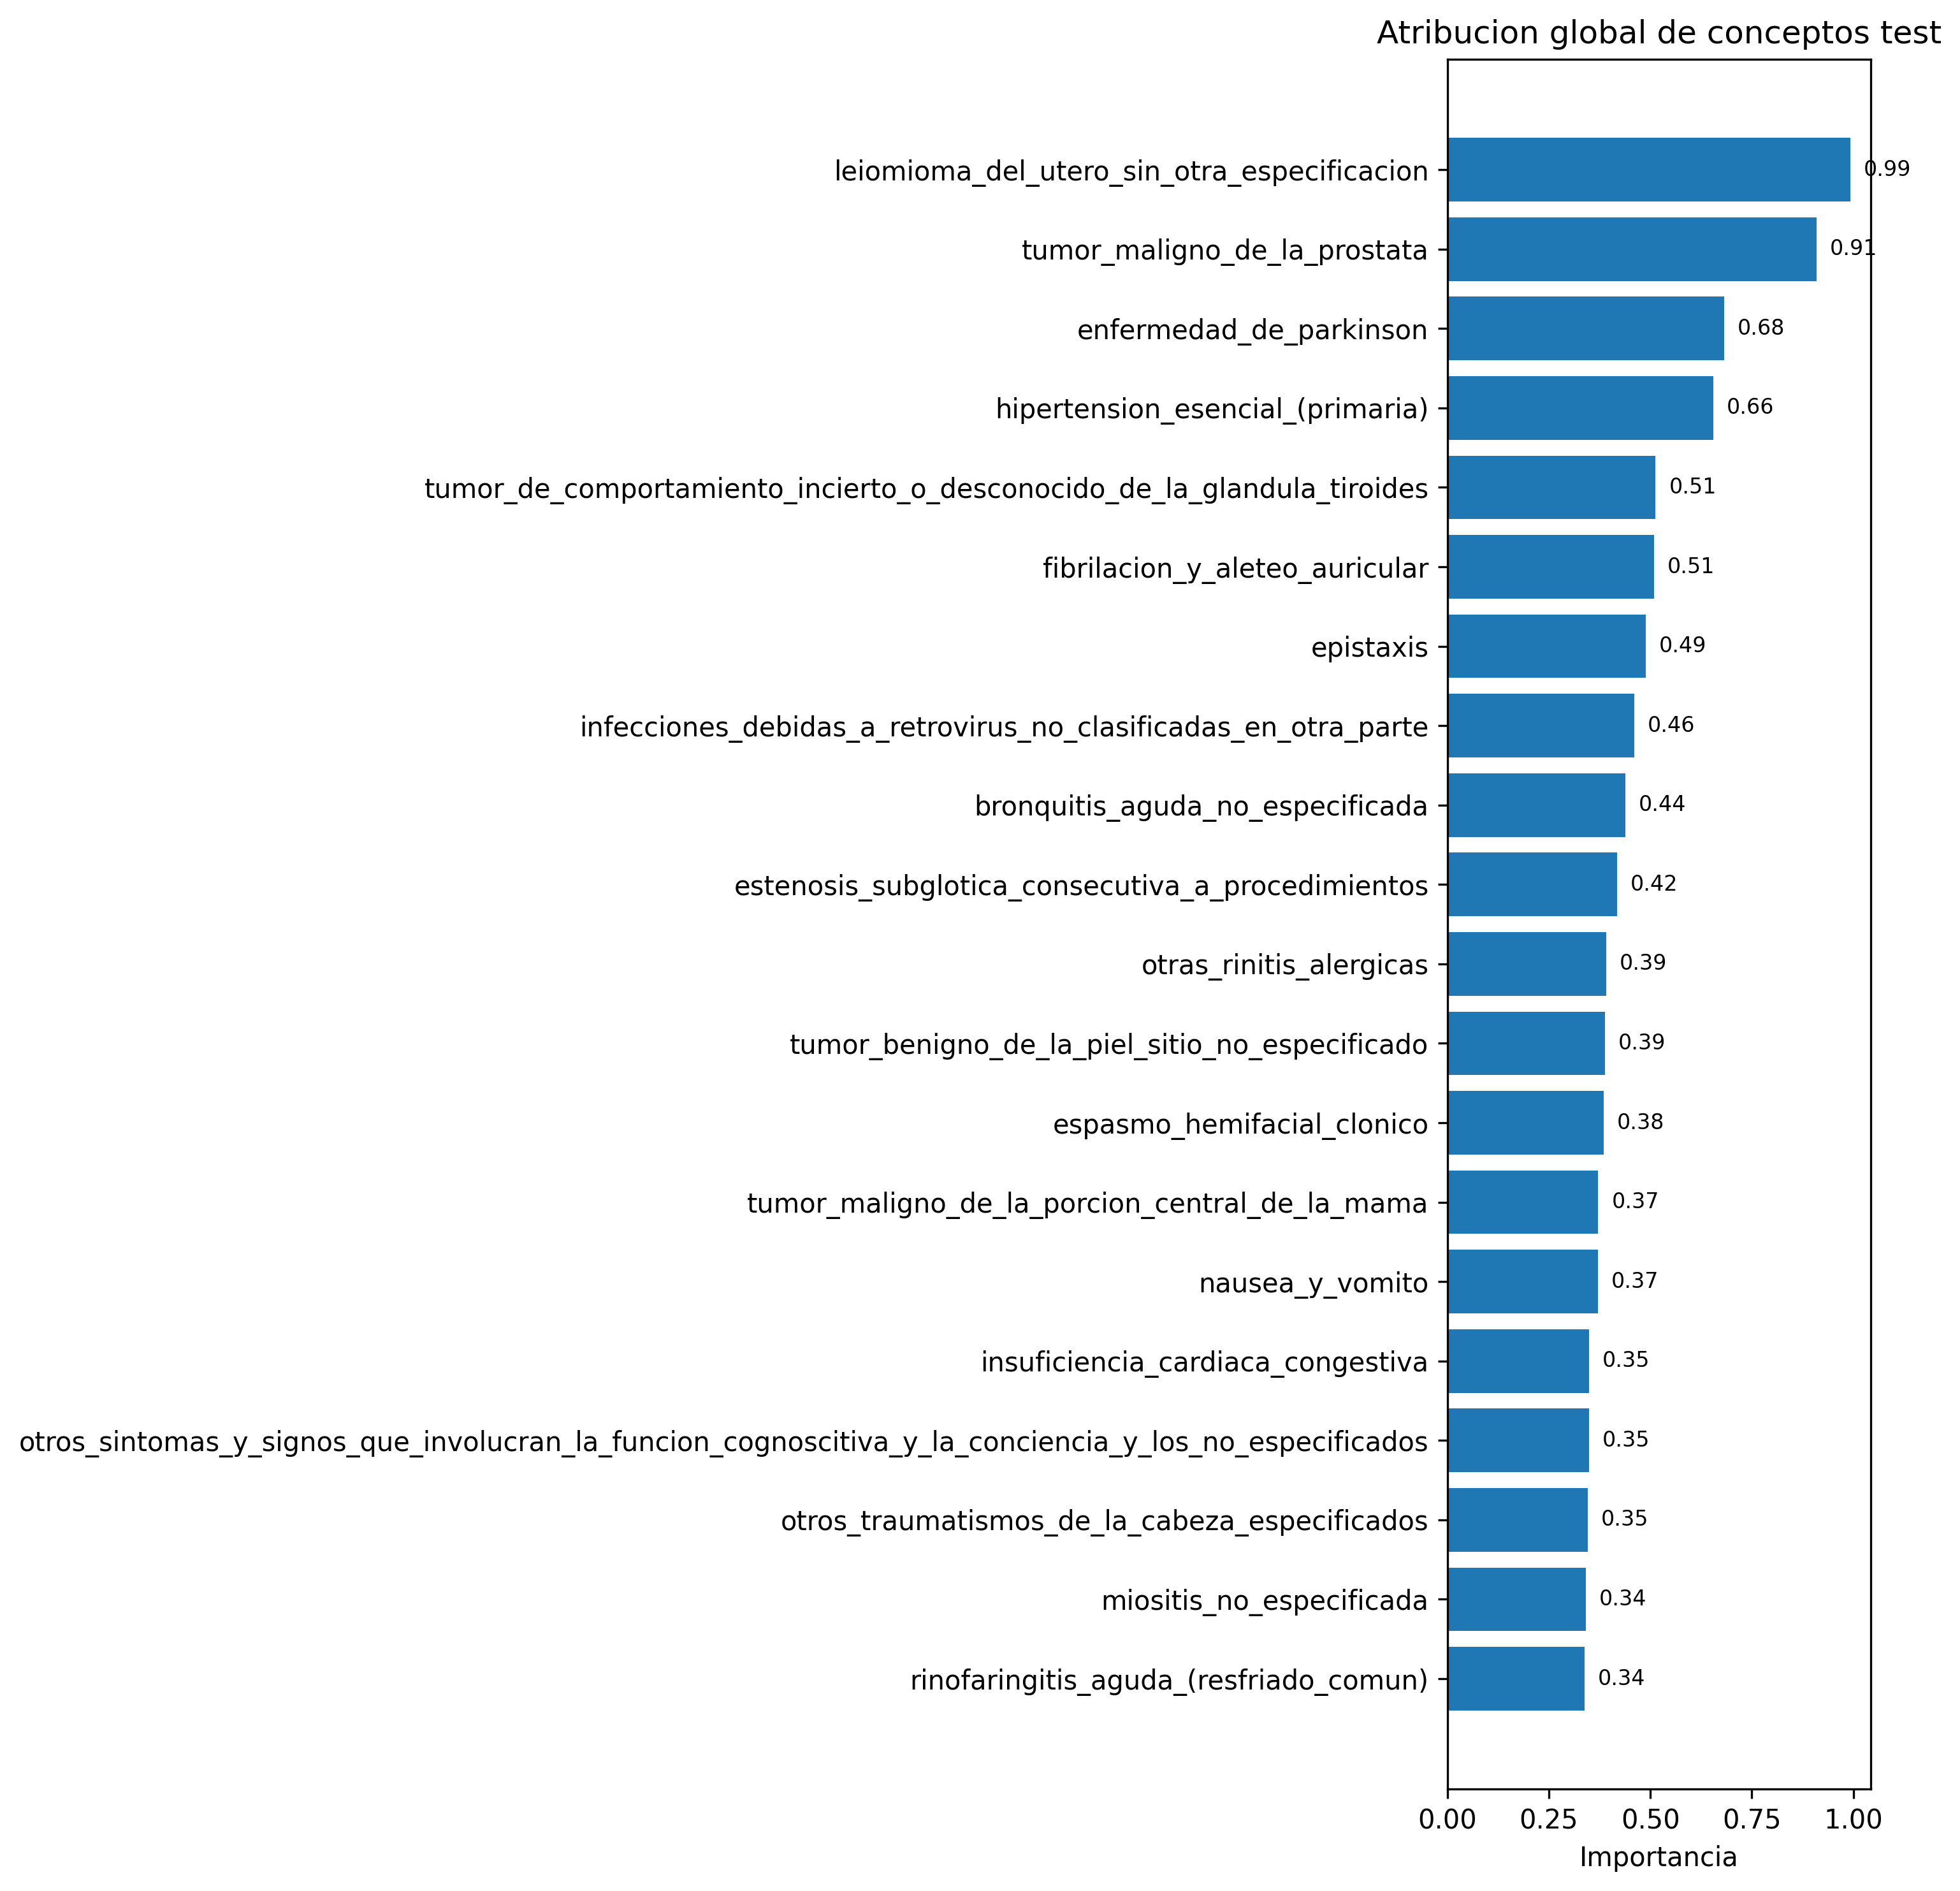 Atribucion global de conceptos test
leiomioma_del_utero_sin_otra_especificacion 0.99
tumor_maligno_de_la_prostata 0.91
enfermedad_de_parkinson 0.68
hipertension_esencial_(primaria) 0.66
tumor_de_comportamiento_incierto_o_desconocido_de_la_glandula_tiroides 0.51
fibrilacion_y_aleteo_auricular 0.51
epistaxis 0.49
infecciones_debidas_a_retrovirus_no_clasificadas_en_otra_parte 0.46
bronquitis_aguda_no_especificada 0.44
estenosis_subglotica_consecutiva_a_procedimientos 0.42
otras_rinitis_alergicas 0.39
tumor_benigno_de_la_piel_sitio_no_especificado 0.39
espasmo_hemifacial_clonico 0.38
tumor_maligno_de_la_porcion_central_de_la_mama 0.37
nausea_y_vomito 0.37
insuficiencia_cardiaca_congestiva 0.35
otros_sintomas_y_signos_que_involucran_la_funcion_cognoscitiva_y_la_conciencia_y_los_no_especificados 0.35
otros_traumatismos_de_la_cabeza_especificados 0.35
miositis_no_especificada 0.34
rinofaringitis_aguda_(resfriado_comun) 0.34
0.00 0.25 0.50 0.75 1.00
Importancia